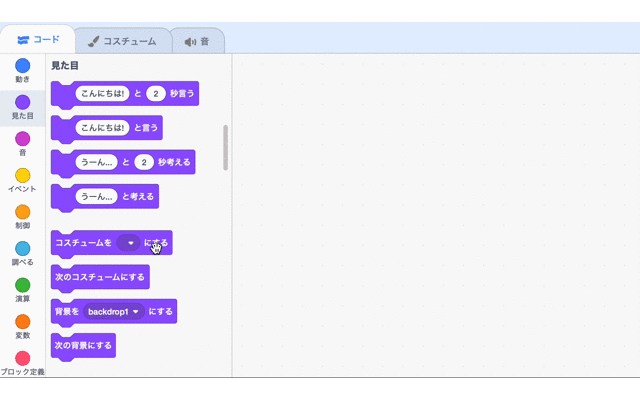 コード
コスチューム
音
動き
見た目
音
イベント
制御
調べる
演算
変数
ブロック定義
見た目
こんにちは! と 2 秒言う
こんにちは! と言う
うーん... と 2 秒考える
うーん... と考える
コスチュームを にする
次のコスチュームにする
背景を backdrop1 にする
次の背景にする